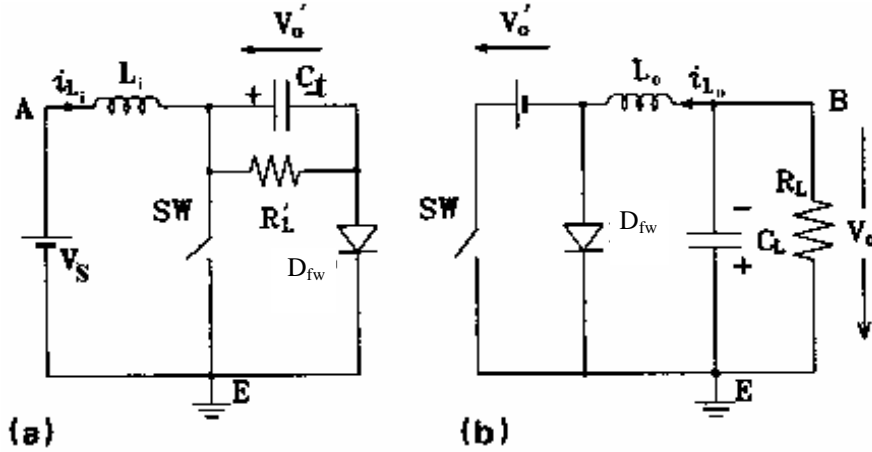 V_o'
i_Li
L_i
C_t
A
+
SW
R_L'
D_fw
V_S
E
(a)
V_o'
L_o
i_Lo
B
SW
D_fw
R_L
−
C_L
V_o
+
E
(b)